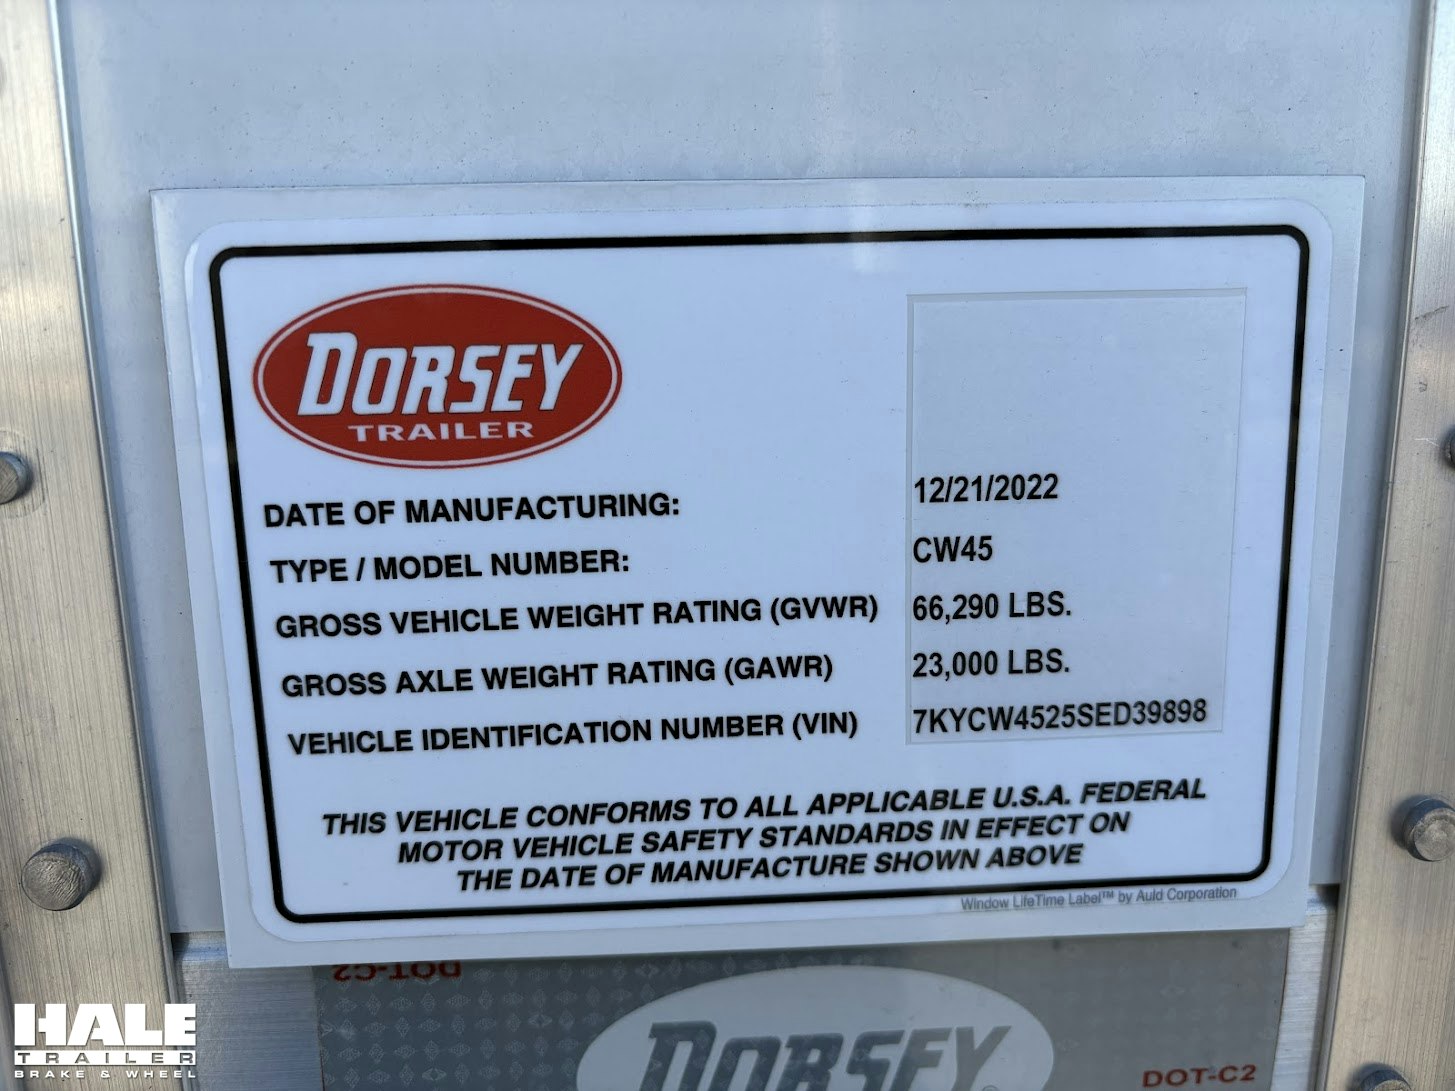 DORSEY
TRAILER
DATE OF MANUFACTURING: 12/21/2022
TYPE / MODEL NUMBER: CW45
GROSS VEHICLE WEIGHT RATING (GVWR) 66,290 LBS.
GROSS AXLE WEIGHT RATING (GAWR) 23,000 LBS.
VEHICLE IDENTIFICATION NUMBER (VIN) 7KYCW4525SED39898
THIS VEHICLE CONFORMS TO ALL APPLICABLE U.S.A. FEDERAL
MOTOR VEHICLE SAFETY STANDARDS IN EFFECT ON
THE DATE OF MANUFACTURE SHOWN ABOVE
Window LifeTime Label™ by Auld Corporation
DOT-C2
DORSEY
DOT-C2
HALE
TRAILER
BRAKE & WHEEL